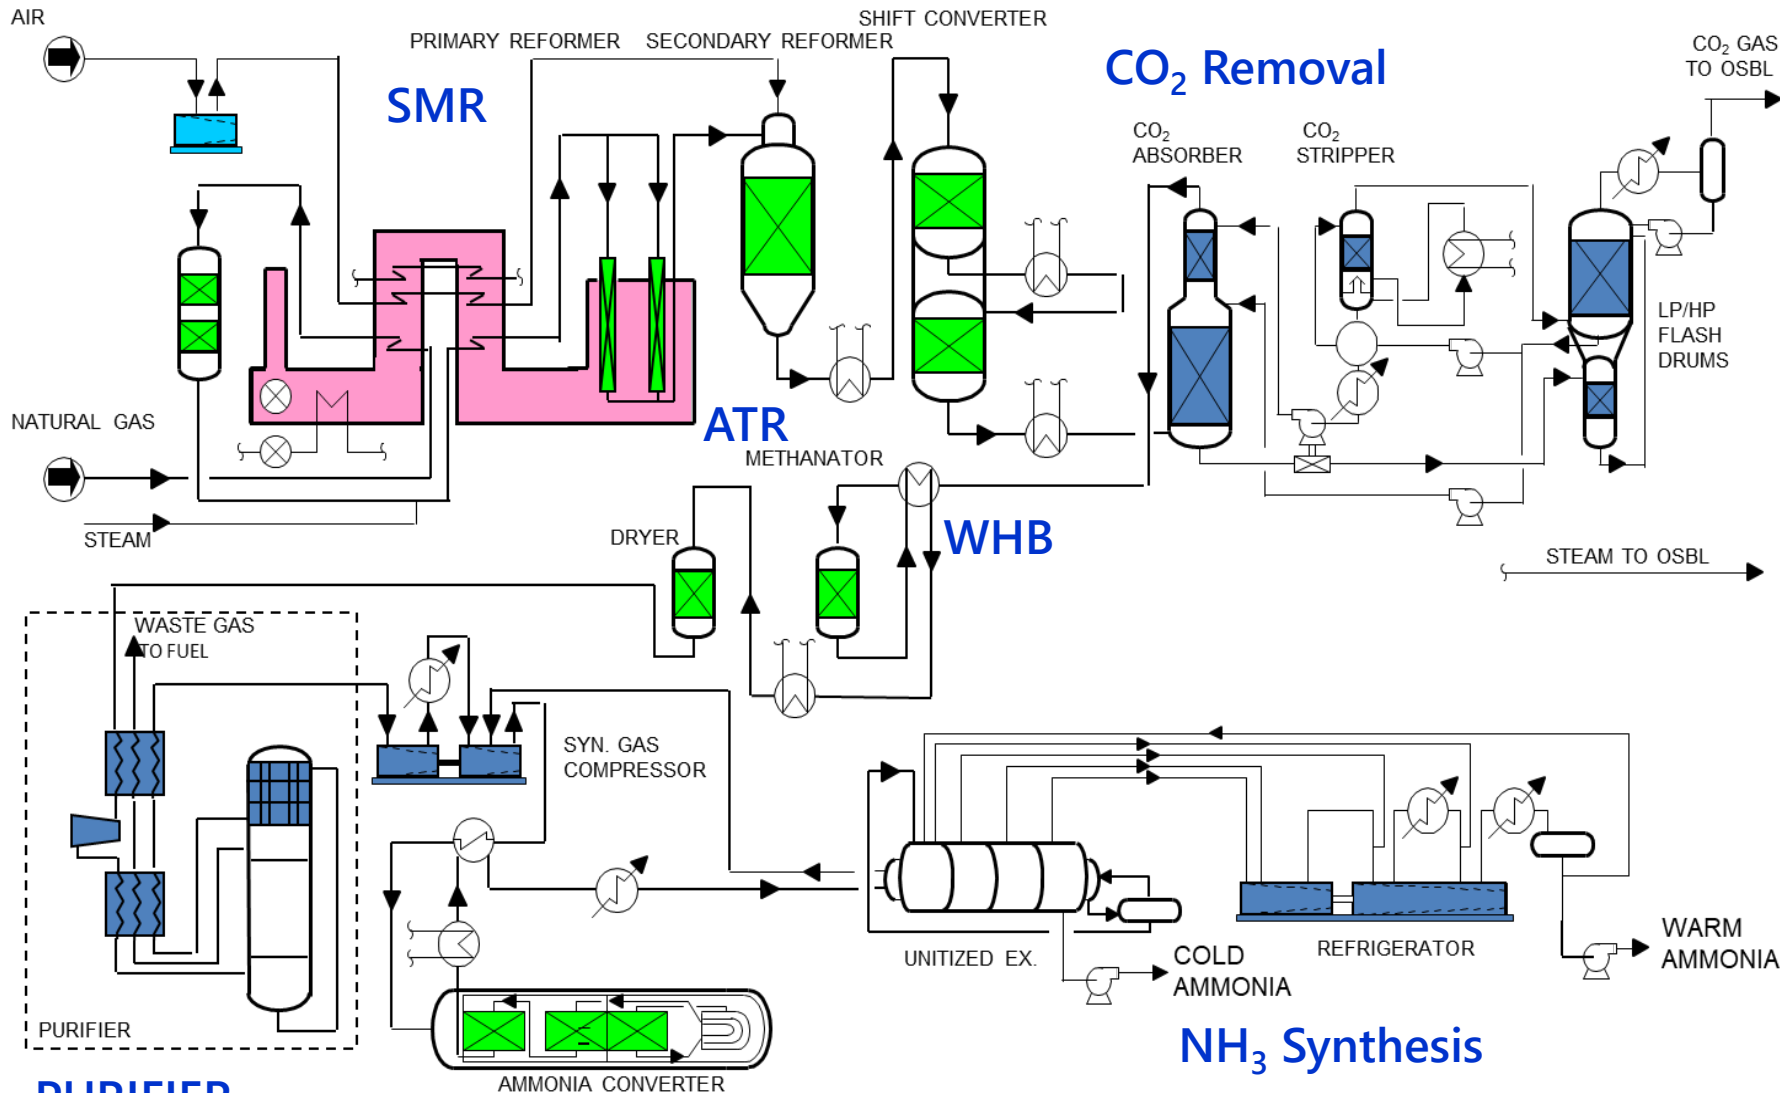 AIR
SHIFT CONVERTER
PRIMARY REFORMER
SECONDARY REFORMER
SMR
CO₂ Removal
CO₂ GAS
TO OSBL
CO₂
ABSORBER
CO₂
STRIPPER
LP/HP
FLASH
DRUMS
NATURAL GAS
ATR
METHANATOR
STEAM
DRYER
WHB
STEAM TO OSBL
WASTE GAS
TO FUEL
SYN. GAS
COMPRESSOR
UNITIZED EX.
COLD
AMMONIA
REFRIGERATOR
WARM
AMMONIA
PURIFIER
NH₃ Synthesis
AMMONIA CONVERTER
PURIFIER